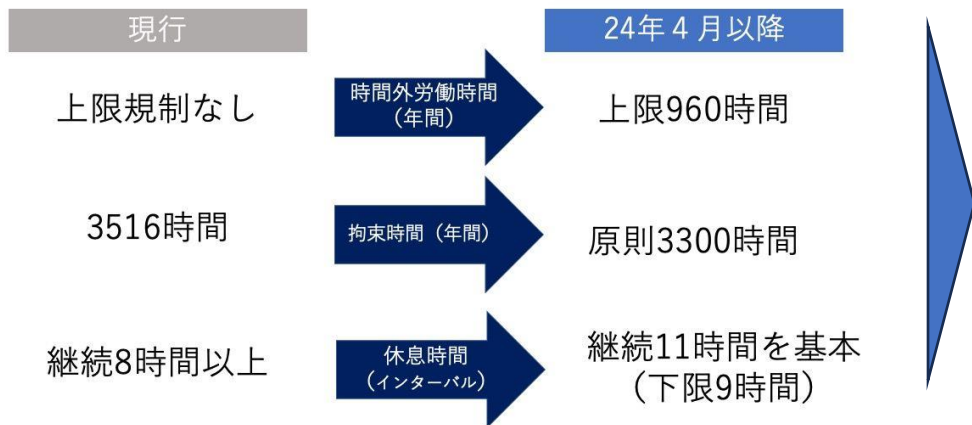 現行
24年4月以降
上限規制なし
時間外労働時間
(年間)
上限960時間
3516時間
拘束時間(年間)
原則3300時間
継続8時間以上
休息時間
(インターバル)
継続11時間を基本
(下限9時間)